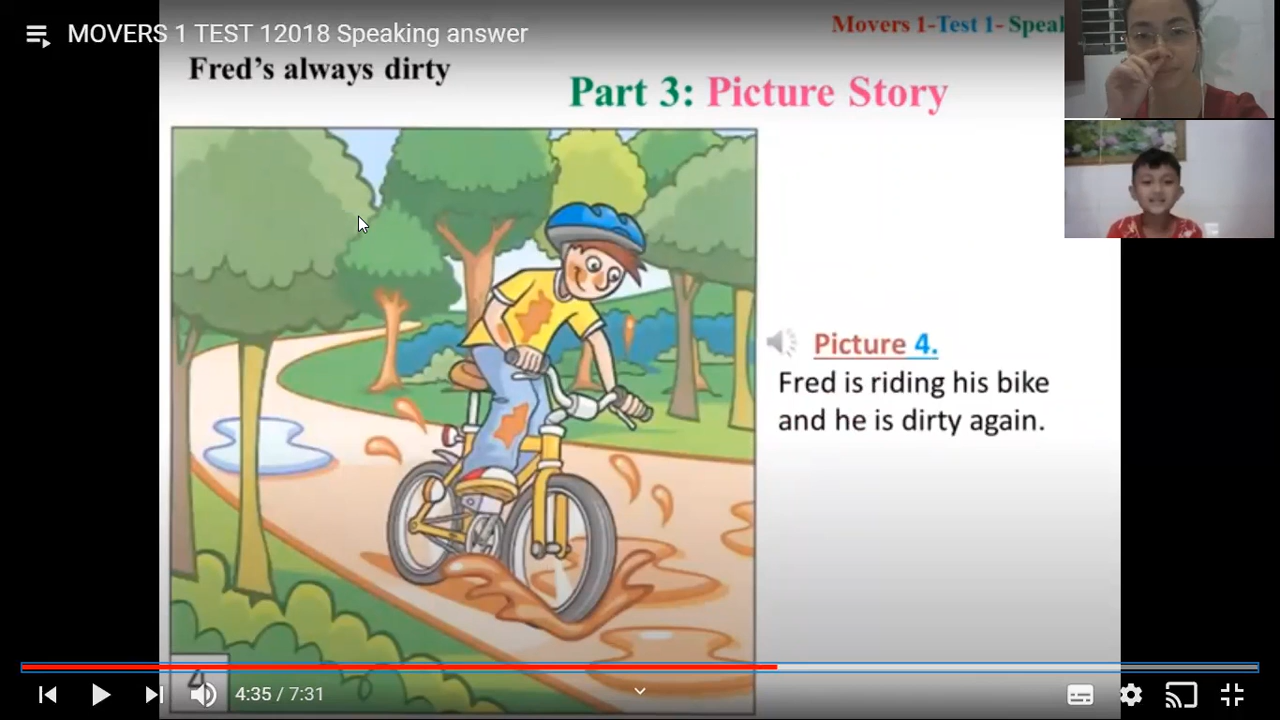 MOVERS 1 TEST 12018 Speaking answer
Movers 1-Test 1- Speak
Fred's always dirty
Part 3: Picture Story
Picture 4.
Fred is riding his bike
and he is dirty again.
4
4:35 / 7:31